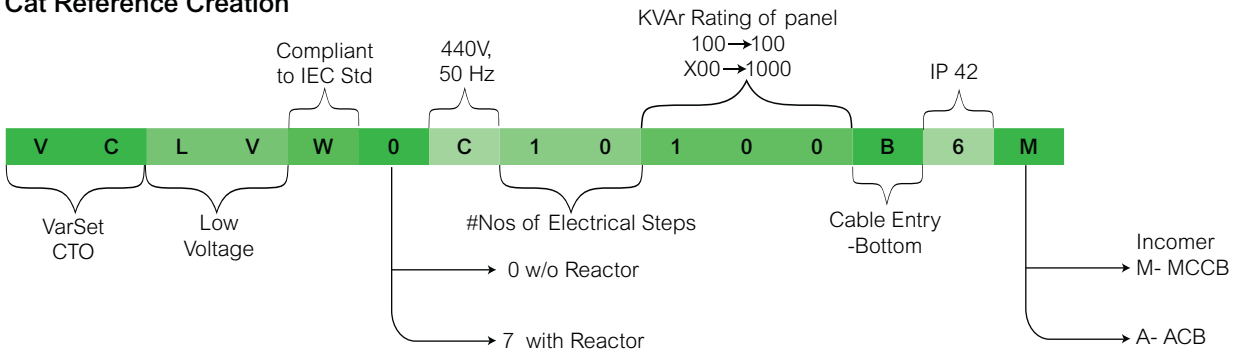 Cat Reference Creation
KVAr Rating of panel
100→100
X00→1000
Compliant
to IEC Std
440V,
50 Hz
IP 42
V C L V W 0 C 1 0 1 0 0 B 6 M
VarSet
CTO
Low
Voltage
#Nos of Electrical Steps
Cable Entry
-Bottom
0 w/o Reactor
7 with Reactor
Incomer
M- MCCB
A- ACB